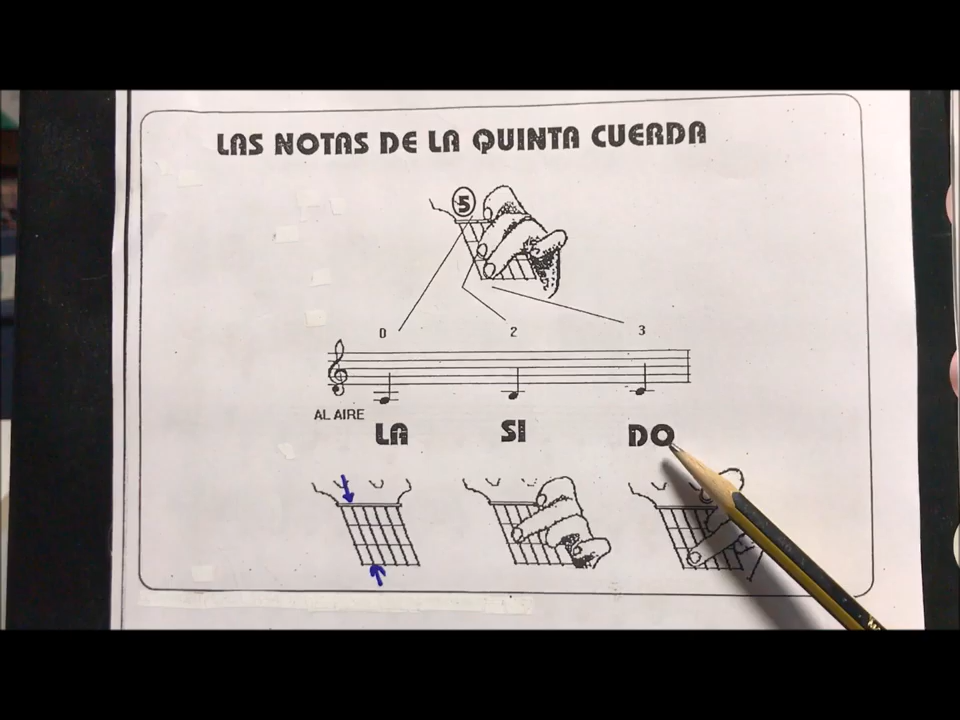 LAS NOTAS DE LA QUINTA CUERDA
5
0 2 3
AL AIRE
LA SI DO